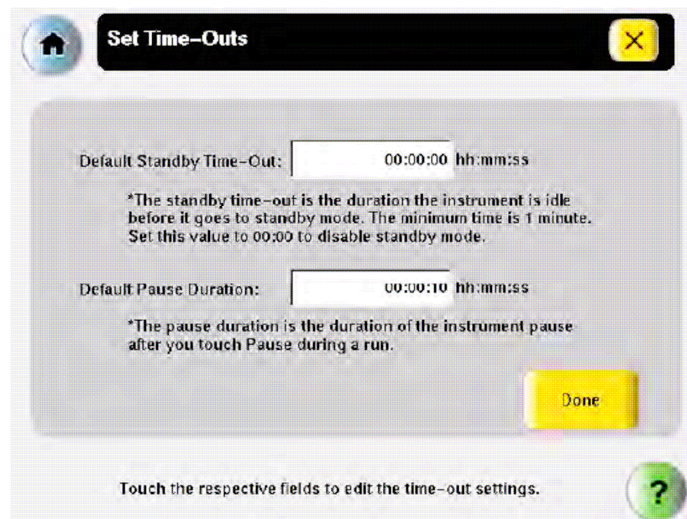 Set Time-Outs
Default Standby Time-Out: 00:00:00 hh:mm:ss
*The standby time-out is the duration the instrument is idle
before it goes to standby mode. The minimum time is 1 minute.
Set this value to 00:00 to disable standby mode.
Default Pause Duration: 00:00:10 hh:mm:ss
*The pause duration is the duration of the instrument pause
after you touch Pause during a run.
Done
Touch the respective fields to edit the time-out settings.
?